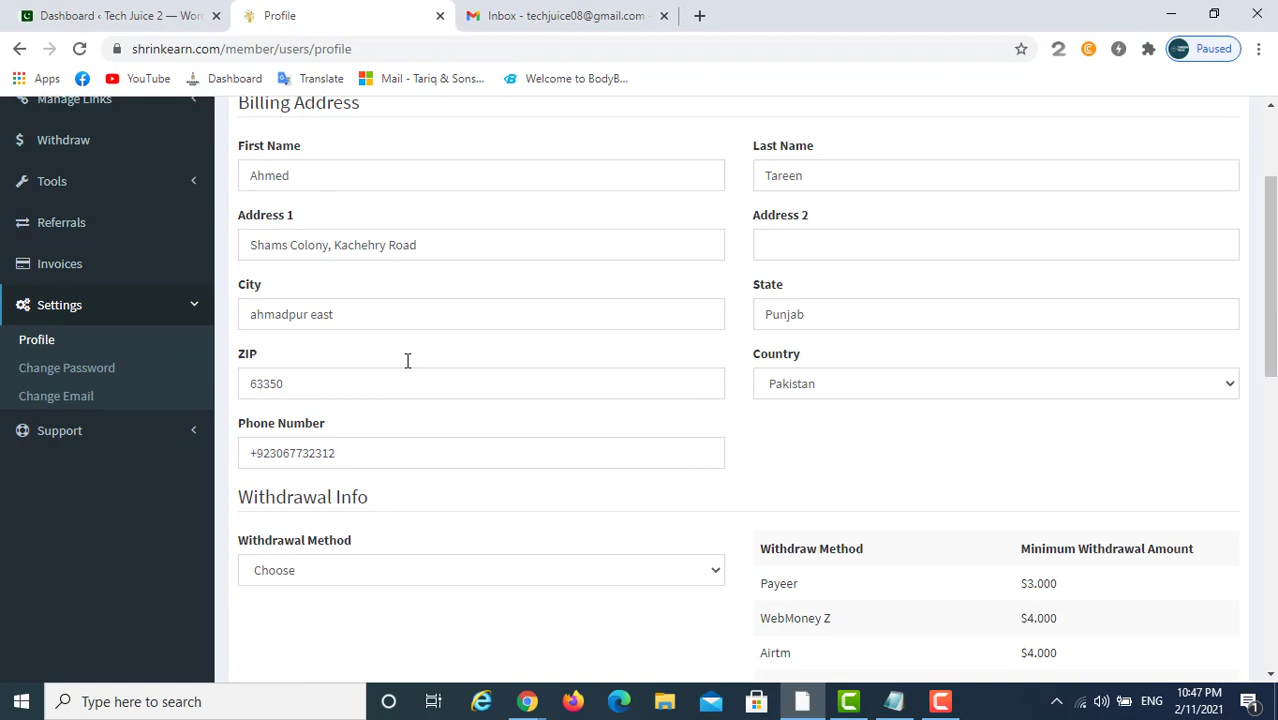 Dashboard ‹ Tech Juice 2 — Wor
Profile
Inbox - techjuice08@gmail.com -
shrinkearn.com/member/users/profile
Paused
Apps
YouTube
Dashboard
Translate
Mail - Tariq & Sons...
Welcome to BodyB...
Manage Links
Withdraw
Tools
Referrals
Invoices
Settings
Profile
Change Password
Change Email
Support
Billing Address
First Name
Last Name
Ahmed
Tareen
Address 1
Address 2
Shams Colony, Kachehry Road
City
State
ahmadpur east
Punjab
ZIP
Country
63350
Pakistan
Phone Number
+923067732312
Withdrawal Info
Withdrawal Method
Choose
Withdraw Method
Minimum Withdrawal Amount
Payeer
$3.000
WebMoney Z
$4.000
Airtm
$4.000
Type here to search
ENG
10:47 PM
2/11/2021
1